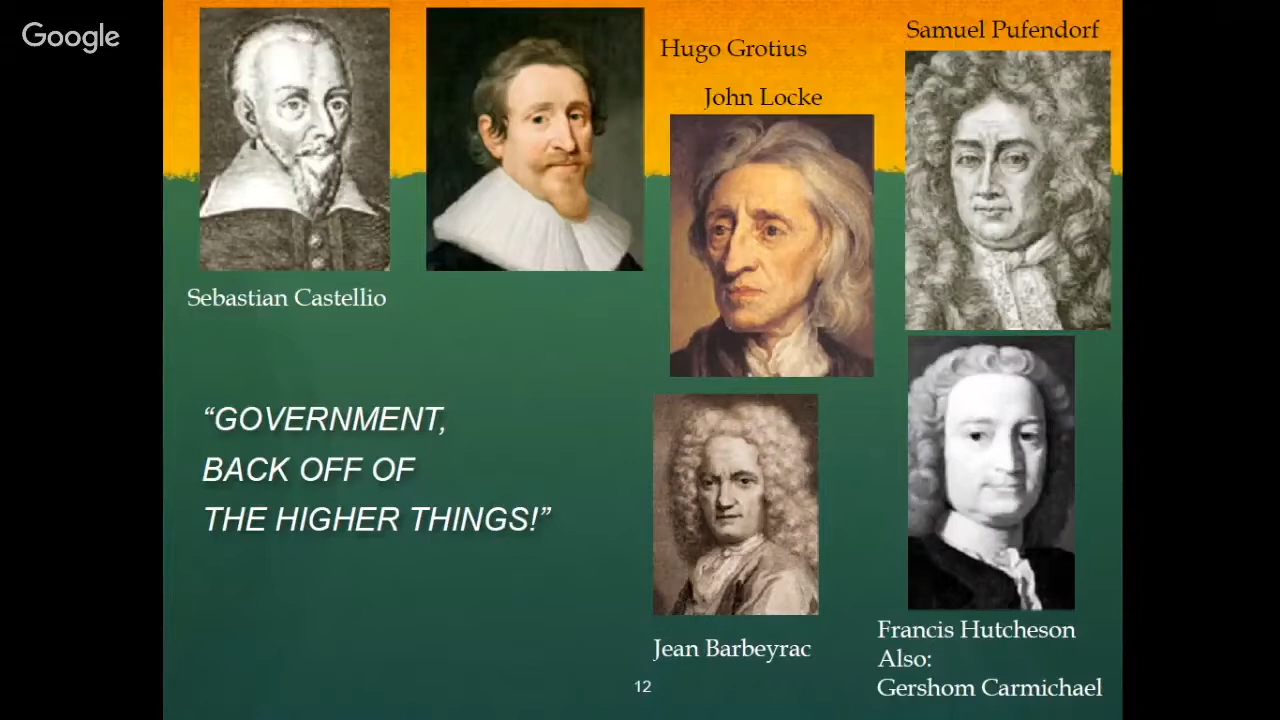 Google
Hugo Grotius
Samuel Pufendorf
John Locke
Sebastian Castellio
“GOVERNMENT,
BACK OFF OF
THE HIGHER THINGS!”
Jean Barbeyrac
Francis Hutcheson
Also:
Gershom Carmichael
12